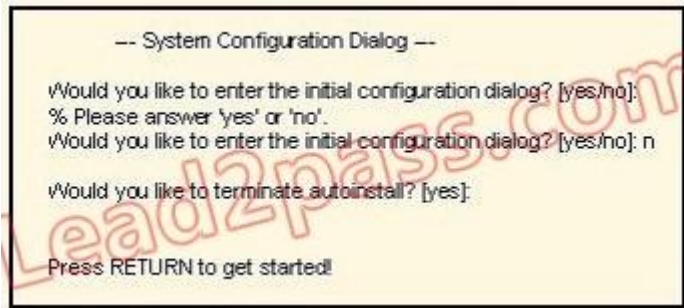 --- System Configuration Dialog ---
Would you like to enter the initial configuration dialog? [yes/no]:
% Please answer 'yes' or 'no'.
Would you like to enter the initial configuration dialog? [yes/no]: n
Would you like to terminate autoinstall? [yes]:
Press RETURN to get started!
Lead2pass.com